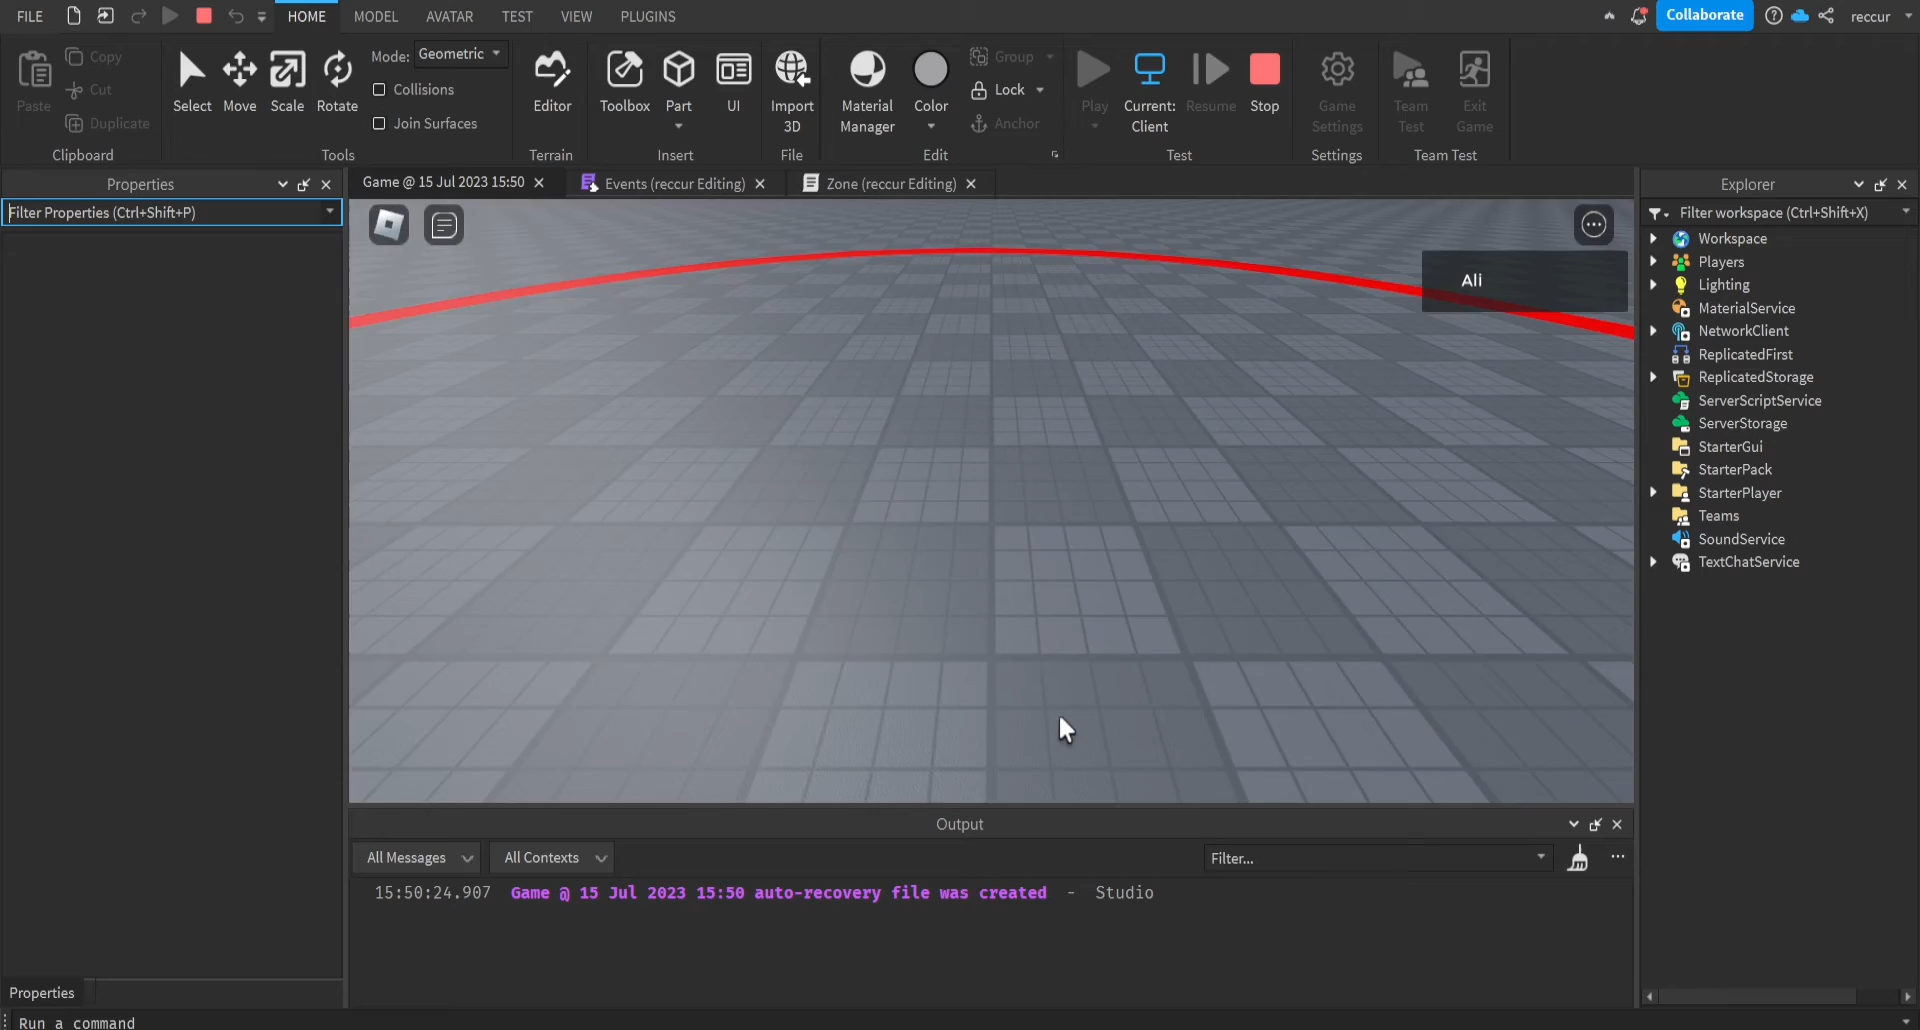 FILE HOME MODEL AVATAR TEST VIEW PLUGINS Collaborate reccur
Paste Copy Cut Duplicate Clipboard
Select Move Scale Rotate Mode: Geometric Collisions Join Surfaces Tools
Editor Terrain
Toolbox Part UI Insert
Import 3D File
Material Manager Color Group Lock Anchor Edit
Play Current: Client Resume Stop Test
Game Settings Settings
Team Test Exit Game Team Test
Properties
Filter Properties (Ctrl+Shift+P)
Game @ 15 Jul 2023 15:50 Events (reccur Editing) Zone (reccur Editing)
Ali
Explorer
Filter workspace (Ctrl+Shift+X)
Workspace
Players
Lighting
MaterialService
NetworkClient
ReplicatedFirst
ReplicatedStorage
ServerScriptService
ServerStorage
StarterGui
StarterPack
StarterPlayer
Teams
SoundService
TextChatService
Output
All Messages All Contexts Filter...
15:50:24.907 Game @ 15 Jul 2023 15:50 auto-recovery file was created - Studio
Properties
Run a command